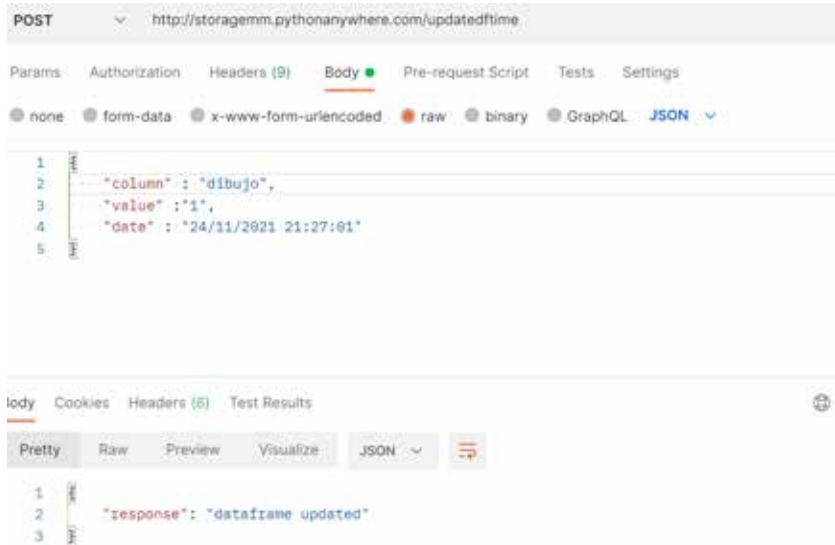 POST http://storagemm.pythonanywhere.com/updatedftime
Params Authorization Headers (9) Body Pre-request Script Tests Settings
none form-data x-www-form-urlencoded raw binary GraphQL JSON
1 {
2 "column" : "dibujo",
3 "value" :"1",
4 "date" : "24/11/2021 21:27:01"
5 }
Body Cookies Headers (6) Test Results
Pretty Raw Preview Visualize JSON
1 {
2 "response": "dataframe updated"
3 }